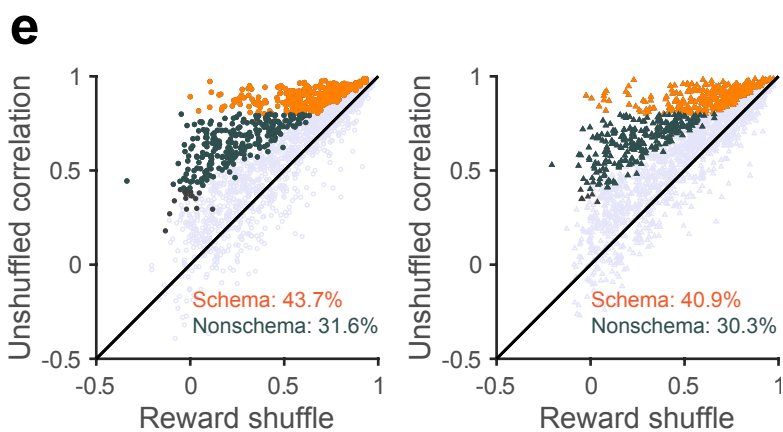 e
Unshuffled correlation
1
0.5
0
-0.5
Schema: 43.7%
Nonschema: 31.6%
-0.5 0 0.5 1
Reward shuffle
Unshuffled correlation
1
0.5
0
-0.5
Schema: 40.9%
Nonschema: 30.3%
-0.5 0 0.5 1
Reward shuffle